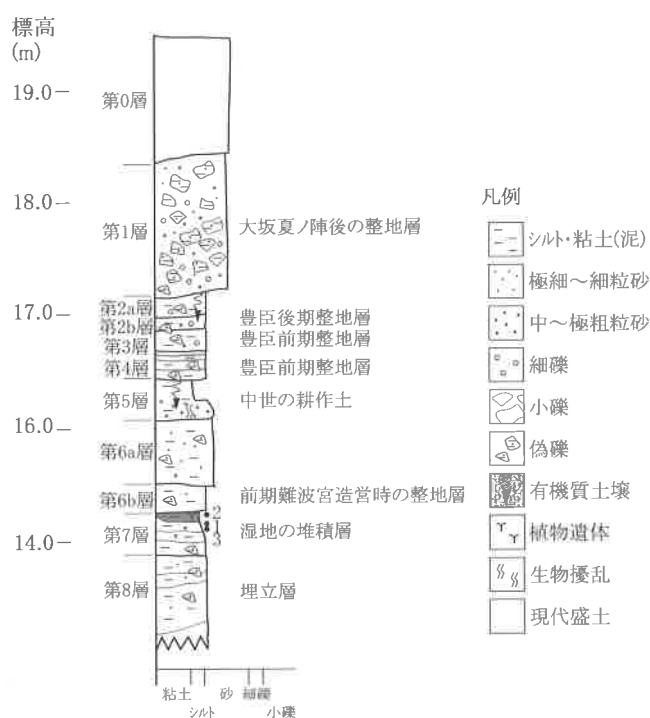 標高
(m)
19.0
18.0
17.0
16.0
14.0
第0層
第1層
大坂夏ノ陣後の整地層
第2a層
第2b層
豊臣後期整地層
第3層
豊臣前期整地層
第4層
豊臣前期整地層
第5層
中世の耕作土
第6a層
第6b層
前期難波宮造営時の整地層
2
1
3
第7層
湿地の堆積層
第8層
埋立層
粘土
砂
細礫
シルト
小礫
凡例
シルト・粘土(泥)
極細～細粒砂
中～極粗粒砂
細礫
小礫
偽礫
有機質土壌
植物遺体
生物擾乱
現代盛土